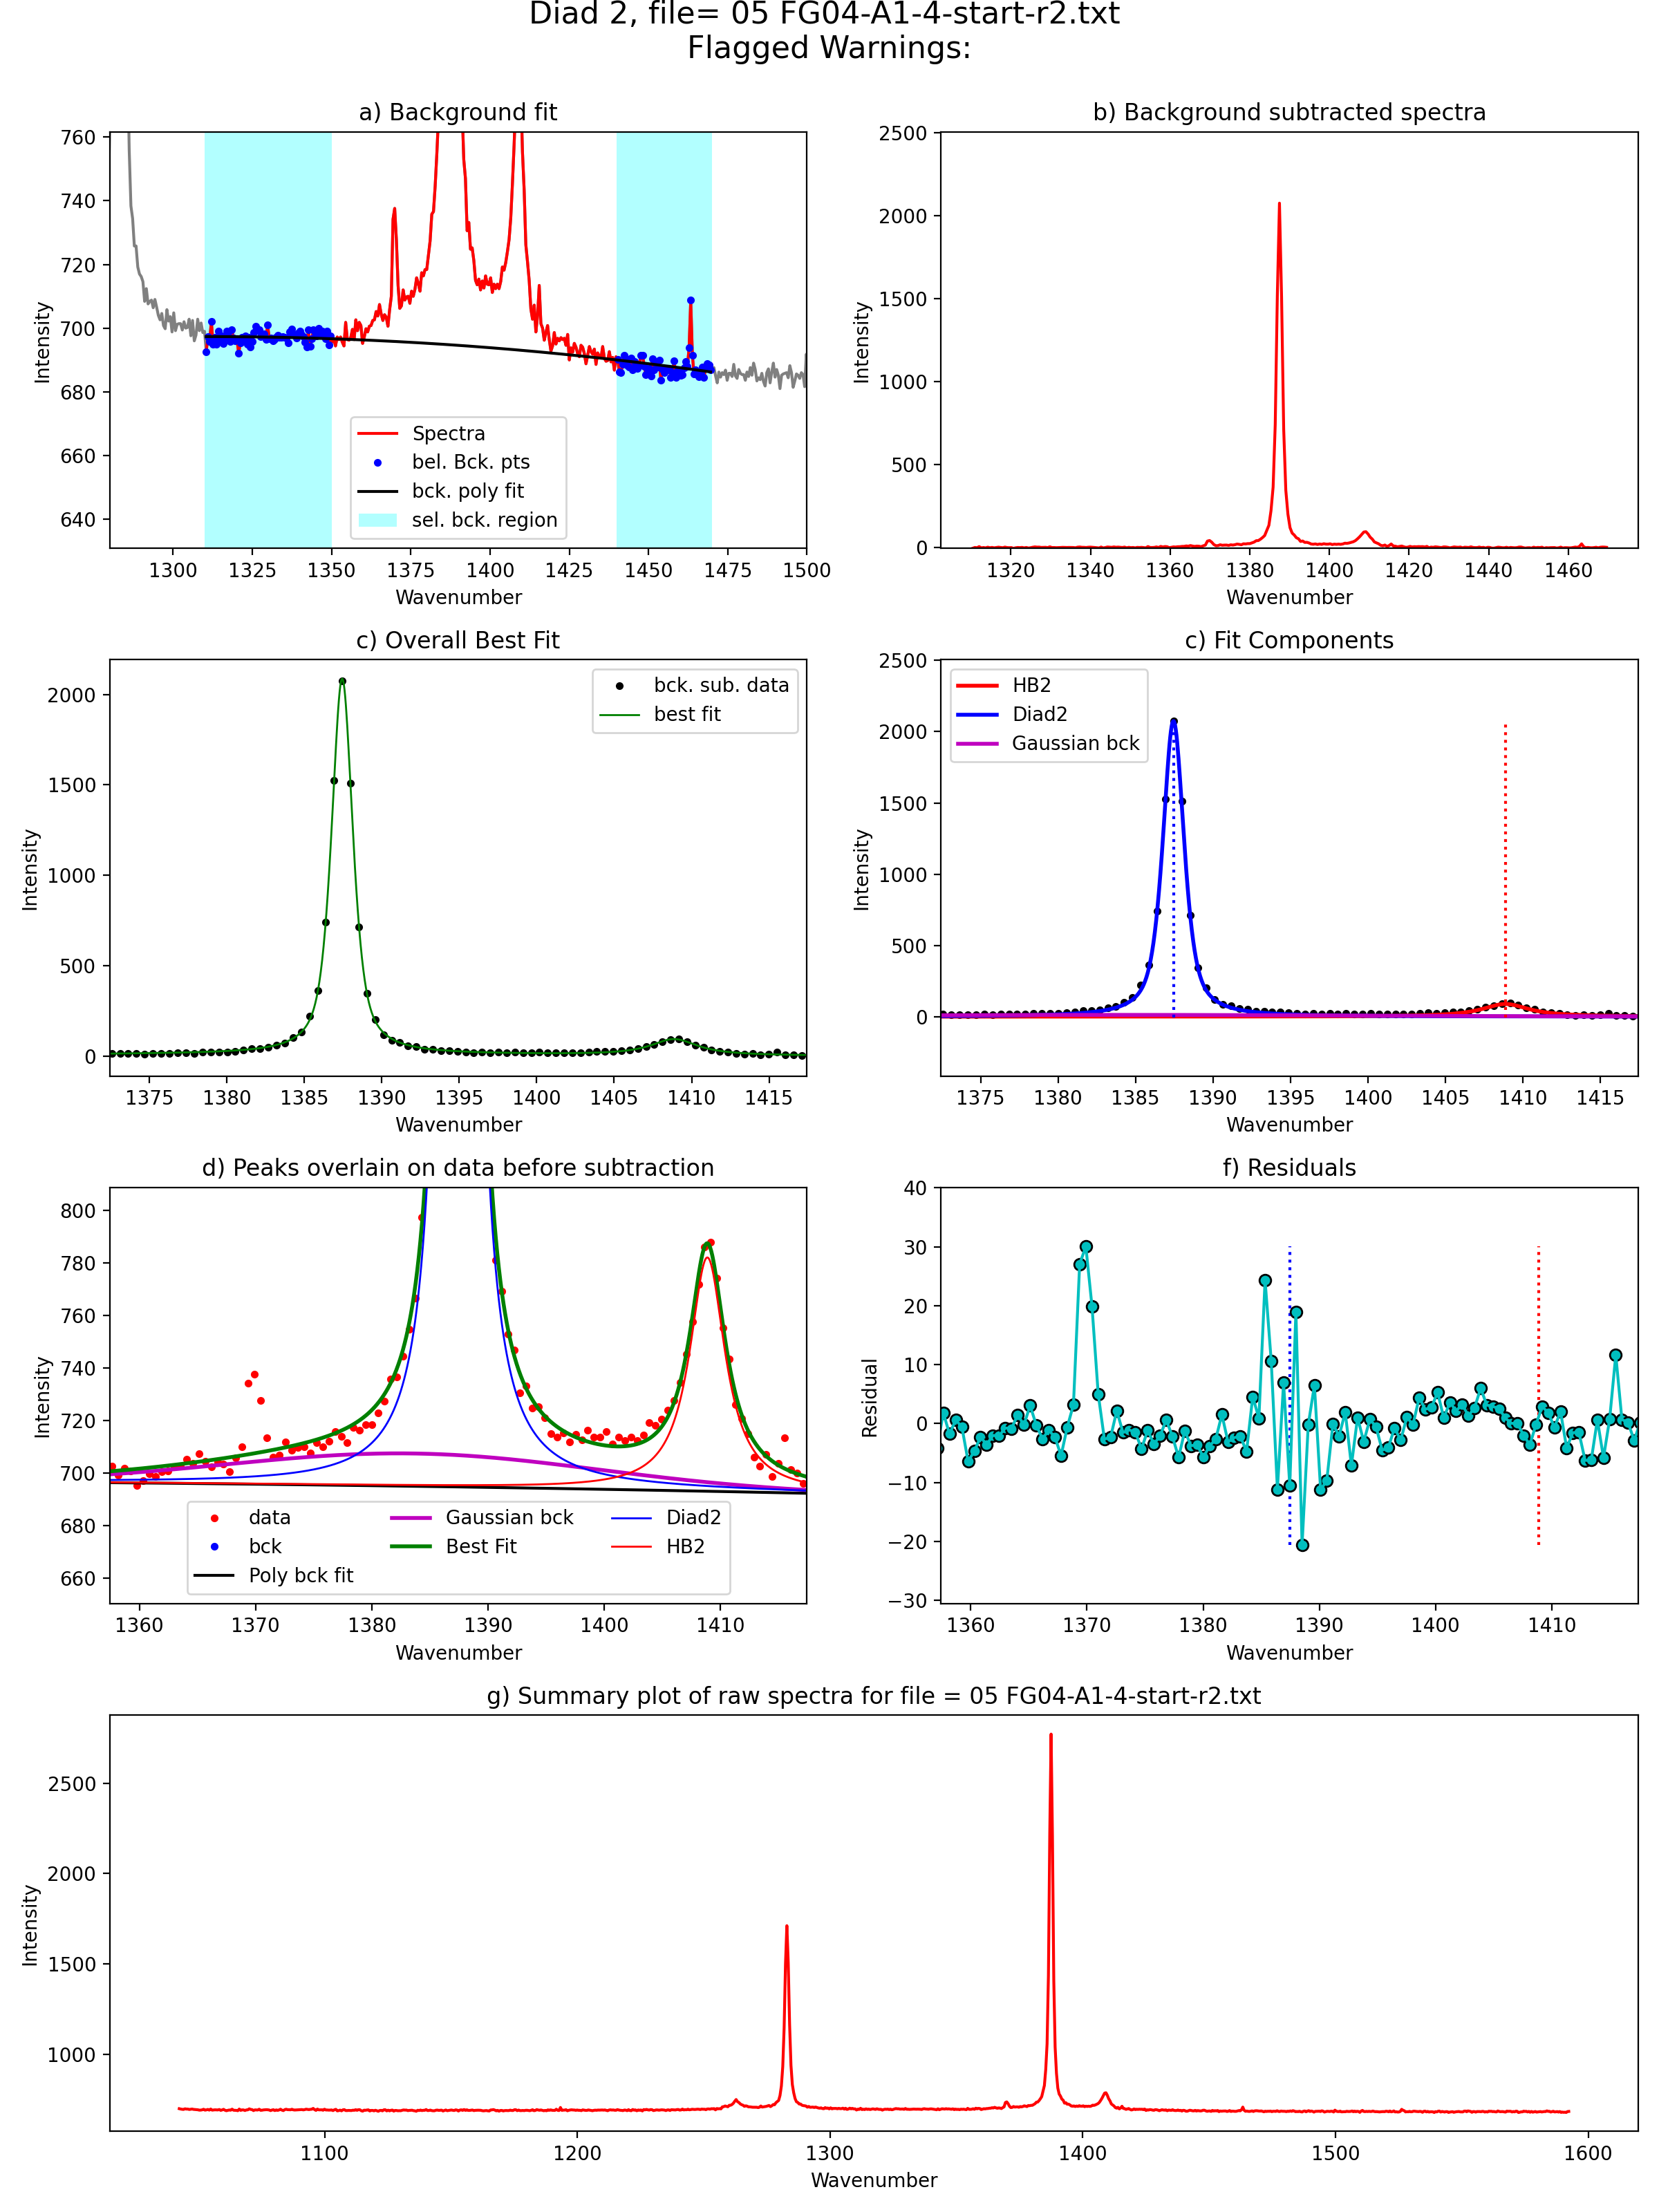 Diad 2, file= 05 FG04-A1-4-start-r2.txt
Flagged Warnings:
a) Background fit
760
740
720
700
680
660
640
Intensity
Spectra
bel. Bck. pts
bck. poly fit
sel. bck. region
1300 1325 1350 1375 1400 1425 1450 1475 1500
Wavenumber
b) Background subtracted spectra
2500
2000
1500
1000
500
0
Intensity
1320 1340 1360 1380 1400 1420 1440 1460
Wavenumber
c) Overall Best Fit
2000
1500
1000
500
0
Intensity
bck. sub. data
best fit
1375 1380 1385 1390 1395 1400 1405 1410 1415
Wavenumber
c) Fit Components
2500
2000
1500
1000
500
0
Intensity
HB2
Diad2
Gaussian bck
1375 1380 1385 1390 1395 1400 1405 1410 1415
Wavenumber
d) Peaks overlain on data before subtraction
800
780
760
740
720
700
680
660
Intensity
data
bck
Poly bck fit
Gaussian bck
Best Fit
Diad2
HB2
1360 1370 1380 1390 1400 1410
Wavenumber
f) Residuals
40
30
20
10
0
−10
−20
−30
Residual
1360 1370 1380 1390 1400 1410
Wavenumber
g) Summary plot of raw spectra for file = 05 FG04-A1-4-start-r2.txt
2500
2000
1500
1000
Intensity
1100 1200 1300 1400 1500 1600
Wavenumber